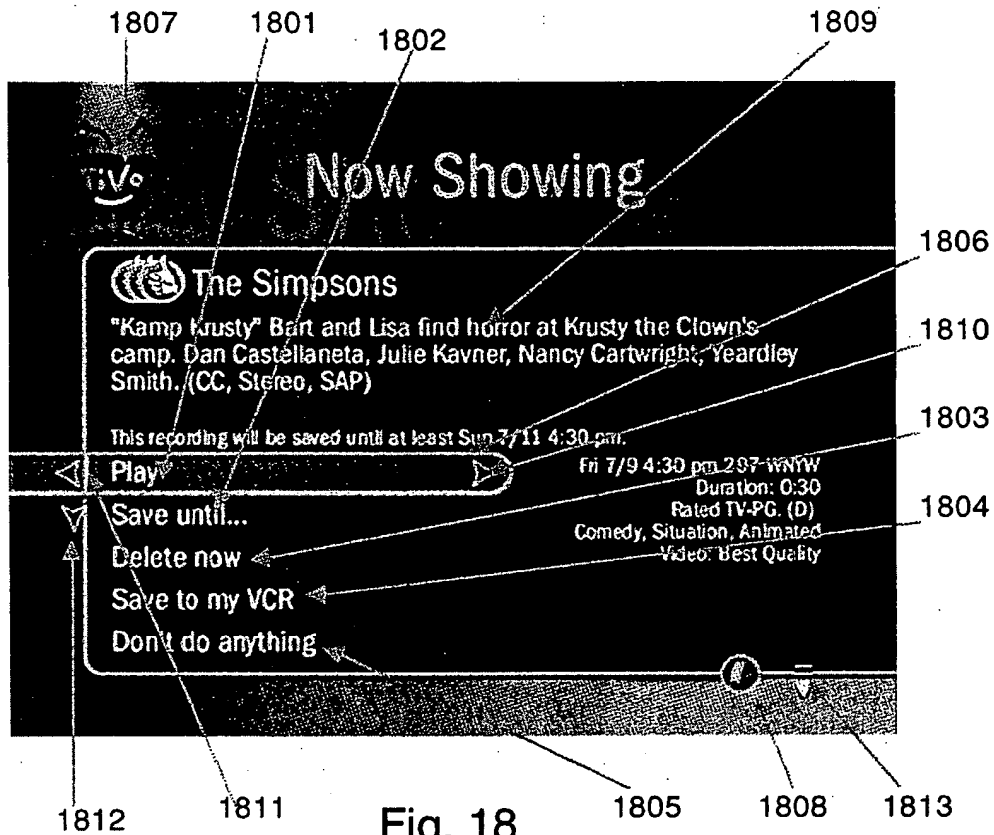 1807 1801 1802 1809
TiVo
Now Showing
1806
The Simpsons
"Kamp Krusty" Bart and Lisa find horror at Krusty the Clown's
camp. Dan Castellaneta, Julie Kavner, Nancy Cartwright, Yeardley
Smith. (CC, Stereo, SAP)
1810
1803
This recording will be saved until at least Sun 7/11 4:30 pm.
Play
Fri 7/9 4:30 pm 207 WNYW
Duration: 0:30
1804
Save until...
Rated TV-PG. (D)
Comedy, Situation, Animated
Delete now
Video: Best Quality
Save to my VCR
Don't do anything
1812 1811 1805 1808 1813
Fig. 18